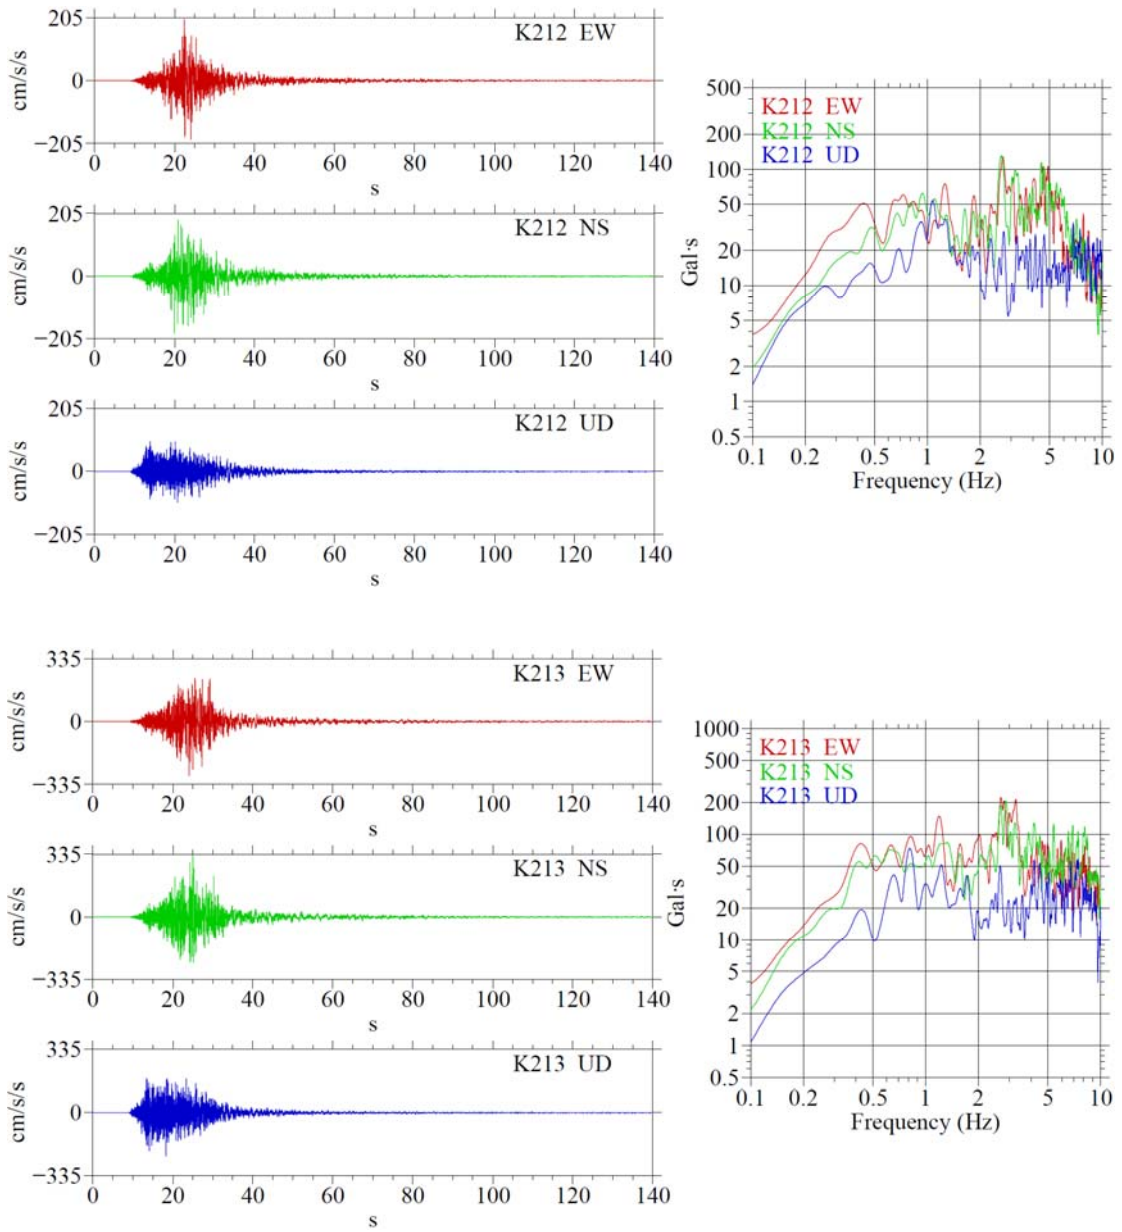 205
K212 EW
cm/s/s
0
−205
0 20 40 60 80 100 120 140
s
205
K212 NS
cm/s/s
0
−205
0 20 40 60 80 100 120 140
s
205
K212 UD
cm/s/s
0
−205
0 20 40 60 80 100 120 140
s
500
K212 EW
K212 NS
K212 UD
200
100
50
20
10
5
2
1
0.5
Gal·s
0.1 0.2 0.5 1 2 5 10
Frequency (Hz)
335
K213 EW
cm/s/s
0
−335
0 20 40 60 80 100 120 140
s
335
K213 NS
cm/s/s
0
−335
0 20 40 60 80 100 120 140
s
335
K213 UD
cm/s/s
0
−335
0 20 40 60 80 100 120 140
s
1000
K213 EW
K213 NS
K213 UD
500
200
100
50
20
10
5
2
1
0.5
Gal·s
0.1 0.2 0.5 1 2 5 10
Frequency (Hz)